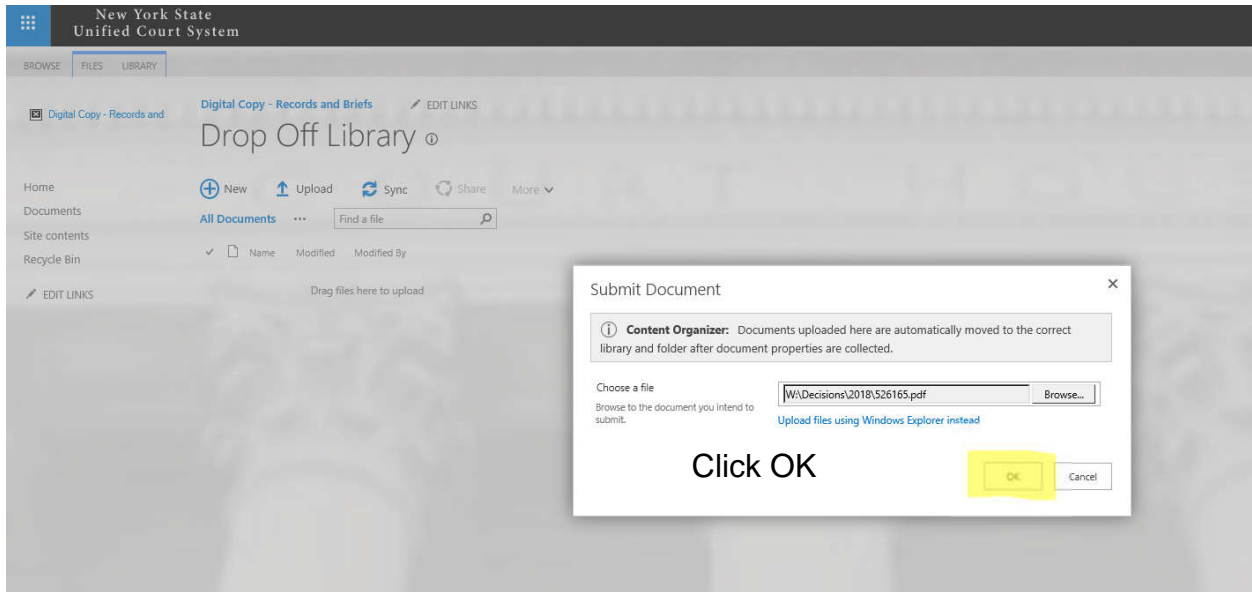 New York State
Unified Court System
BROWSE FILES LIBRARY
Digital Copy - Records and
Digital Copy - Records and Briefs EDIT LINKS
Drop Off Library
Home
Documents
Site contents
Recycle Bin
EDIT LINKS
New Upload Sync Share More
All Documents ... Find a file
Name Modified Modified By
Drag files here to upload
Submit Document
Content Organizer: Documents uploaded here are automatically moved to the correct
library and folder after document properties are collected.
Choose a file
Browse to the document you intend to
submit.
W:\Decisions\2018\526165.pdf Browse...
Upload files using Windows Explorer instead
Click OK
OK Cancel